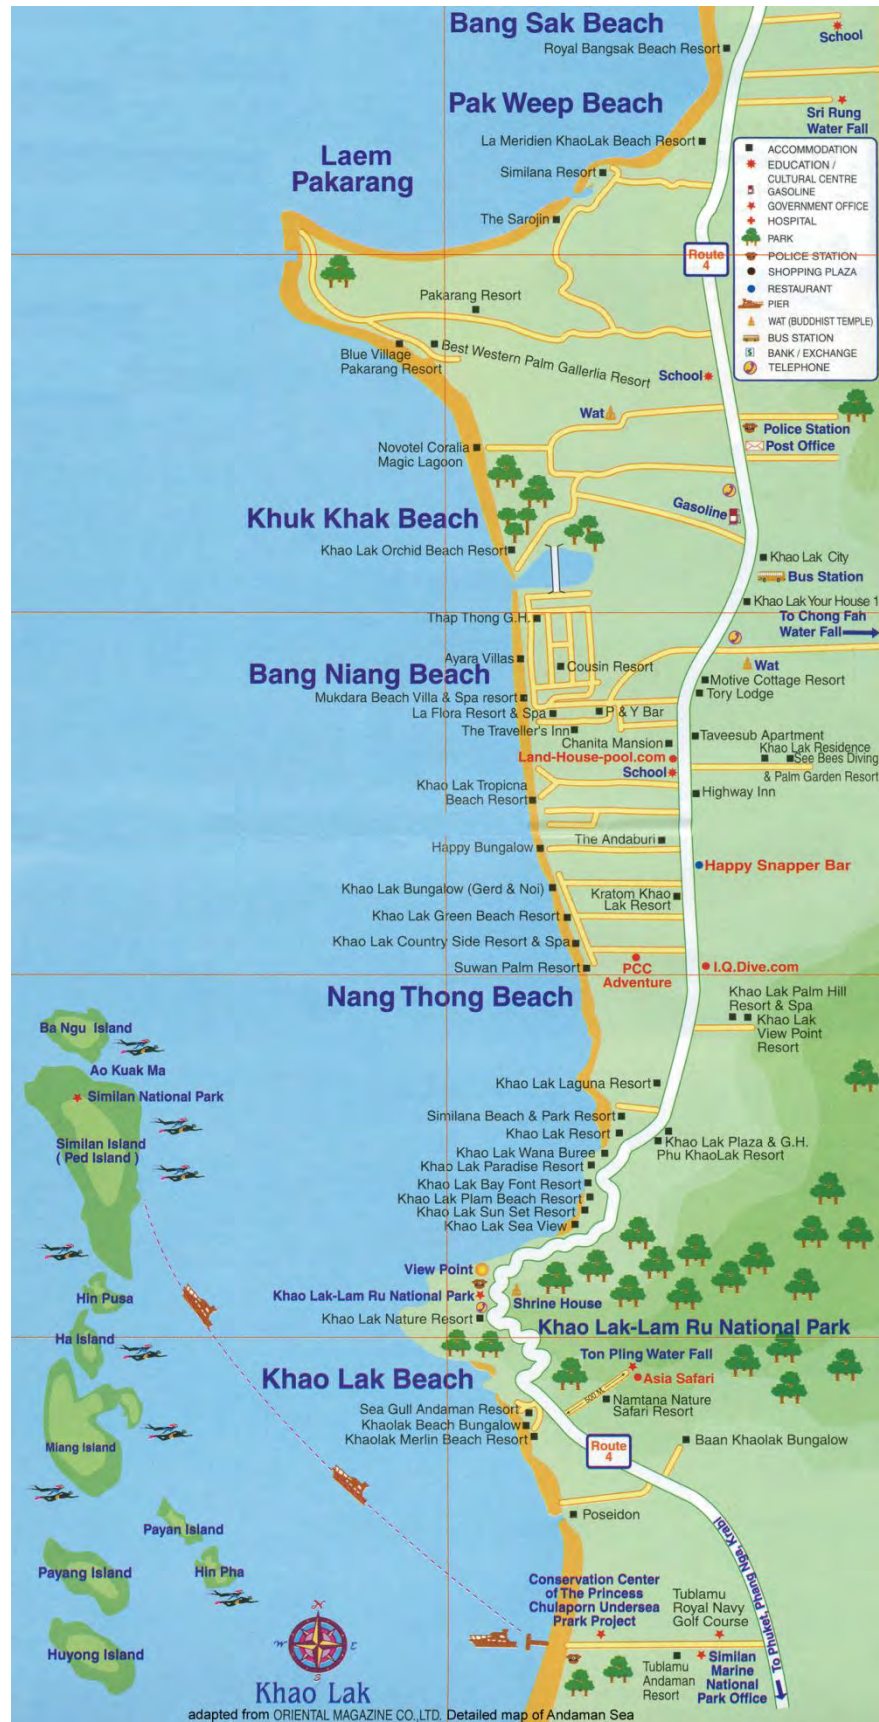 Bang Sak Beach
School
Royal Bangsak Beach Resort
Pak Weep Beach
Sri Rung
Water Fall
La Meridien KhaoLak Beach Resort
Laem
Pakarang
Similana Resort
The Sarojin
ACCOMMODATION
EDUCATION /
CULTURAL CENTRE
GASOLINE
GOVERNMENT OFFICE
HOSPITAL
PARK
POLICE STATION
SHOPPING PLAZA
RESTAURANT
PIER
WAT (BUDDHIST TEMPLE)
BUS STATION
BANK / EXCHANGE
TELEPHONE
Route
4
Pakarang Resort
Blue Village
Pakarang Resort
Best Western Palm Gallerlia Resort
School
Wat
Police Station
Post Office
Novotel Coralia
Magic Lagoon
Gasoline
Khuk Khak Beach
Khao Lak Orchid Beach Resort
Khao Lak City
Bus Station
Khao Lak Your House 1
To Chong Fah
Water Fall
Thap Thong G.H.
Ayara Villas
Cousin Resort
Wat
Bang Niang Beach
Motive Cottage Resort
Tory Lodge
Mukdara Beach Villa & Spa resort
La Flora Resort & Spa
P & Y Bar
The Traveller's Inn
Chanita Mansion
Taveesub Apartment
Khao Lak Residence
See Bees Diving
& Palm Garden Resort
Land-House-pool.com
School
Khao Lak Tropicna
Beach Resort
Highway Inn
The Andaburi
Happy Bungalow
Happy Snapper Bar
Khao Lak Bungalow (Gerd & Noi)
Kratom Khao
Lak Resort
Khao Lak Green Beach Resort
Khao Lak Country Side Resort & Spa
Suwan Palm Resort
PCC
Adventure
I.Q.Dive.com
Nang Thong Beach
Khao Lak Palm Hill
Resort & Spa
Khao Lak
View Point
Resort
Ba Ngu Island
Ao Kuak Ma
Similan National Park
Similan Island
( Ped Island )
Khao Lak Laguna Resort
Similana Beach & Park Resort
Khao Lak Resort
Khao Lak Plaza & G.H.
Phu KhaoLak Resort
Khao Lak Wana Buree
Khao Lak Paradise Resort
Khao Lak Bay Font Resort
Khao Lak Plam Beach Resort
Khao Lak Sun Set Resort
Khao Lak Sea View
View Point
Khao Lak-Lam Ru National Park
Shrine House
Khao Lak Nature Resort
Khao Lak-Lam Ru National Park
Hin Pusa
Ha Island
Miang Island
Ton Pling Water Fall
Asia Safari
500 M.
Namtana Nature
Safari Resort
Khao Lak Beach
Sea Gull Andaman Resort
Khaolak Beach Bungalow
Khaolak Merlin Beach Resort
Route
4
Baan Khaolak Bungalow
Poseidon
To Phuket, Phang Nga, Krabi
Payan Island
Payang Island
Hin Pha
Huyong Island
Conservation Center
of The Princess
Chulaporn Undersea
Prark Project
Tublamu
Royal Navy
Golf Course
Tublamu
Andaman
Resort
Similan
Marine
National
Park Office
N
W
E
S
Khao Lak
adapted from ORIENTAL MAGAZINE CO.,LTD. Detailed map of Andaman Sea